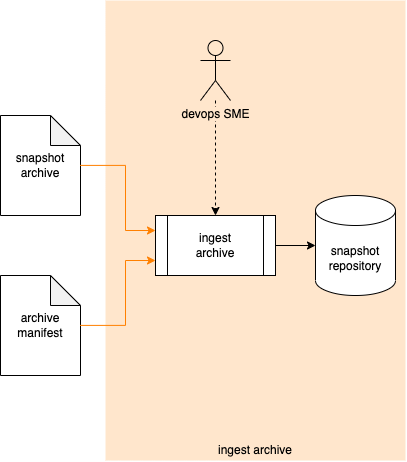 devops SME
snapshot
archive
ingest
archive
snapshot
repository
archive
manifest
ingest archive